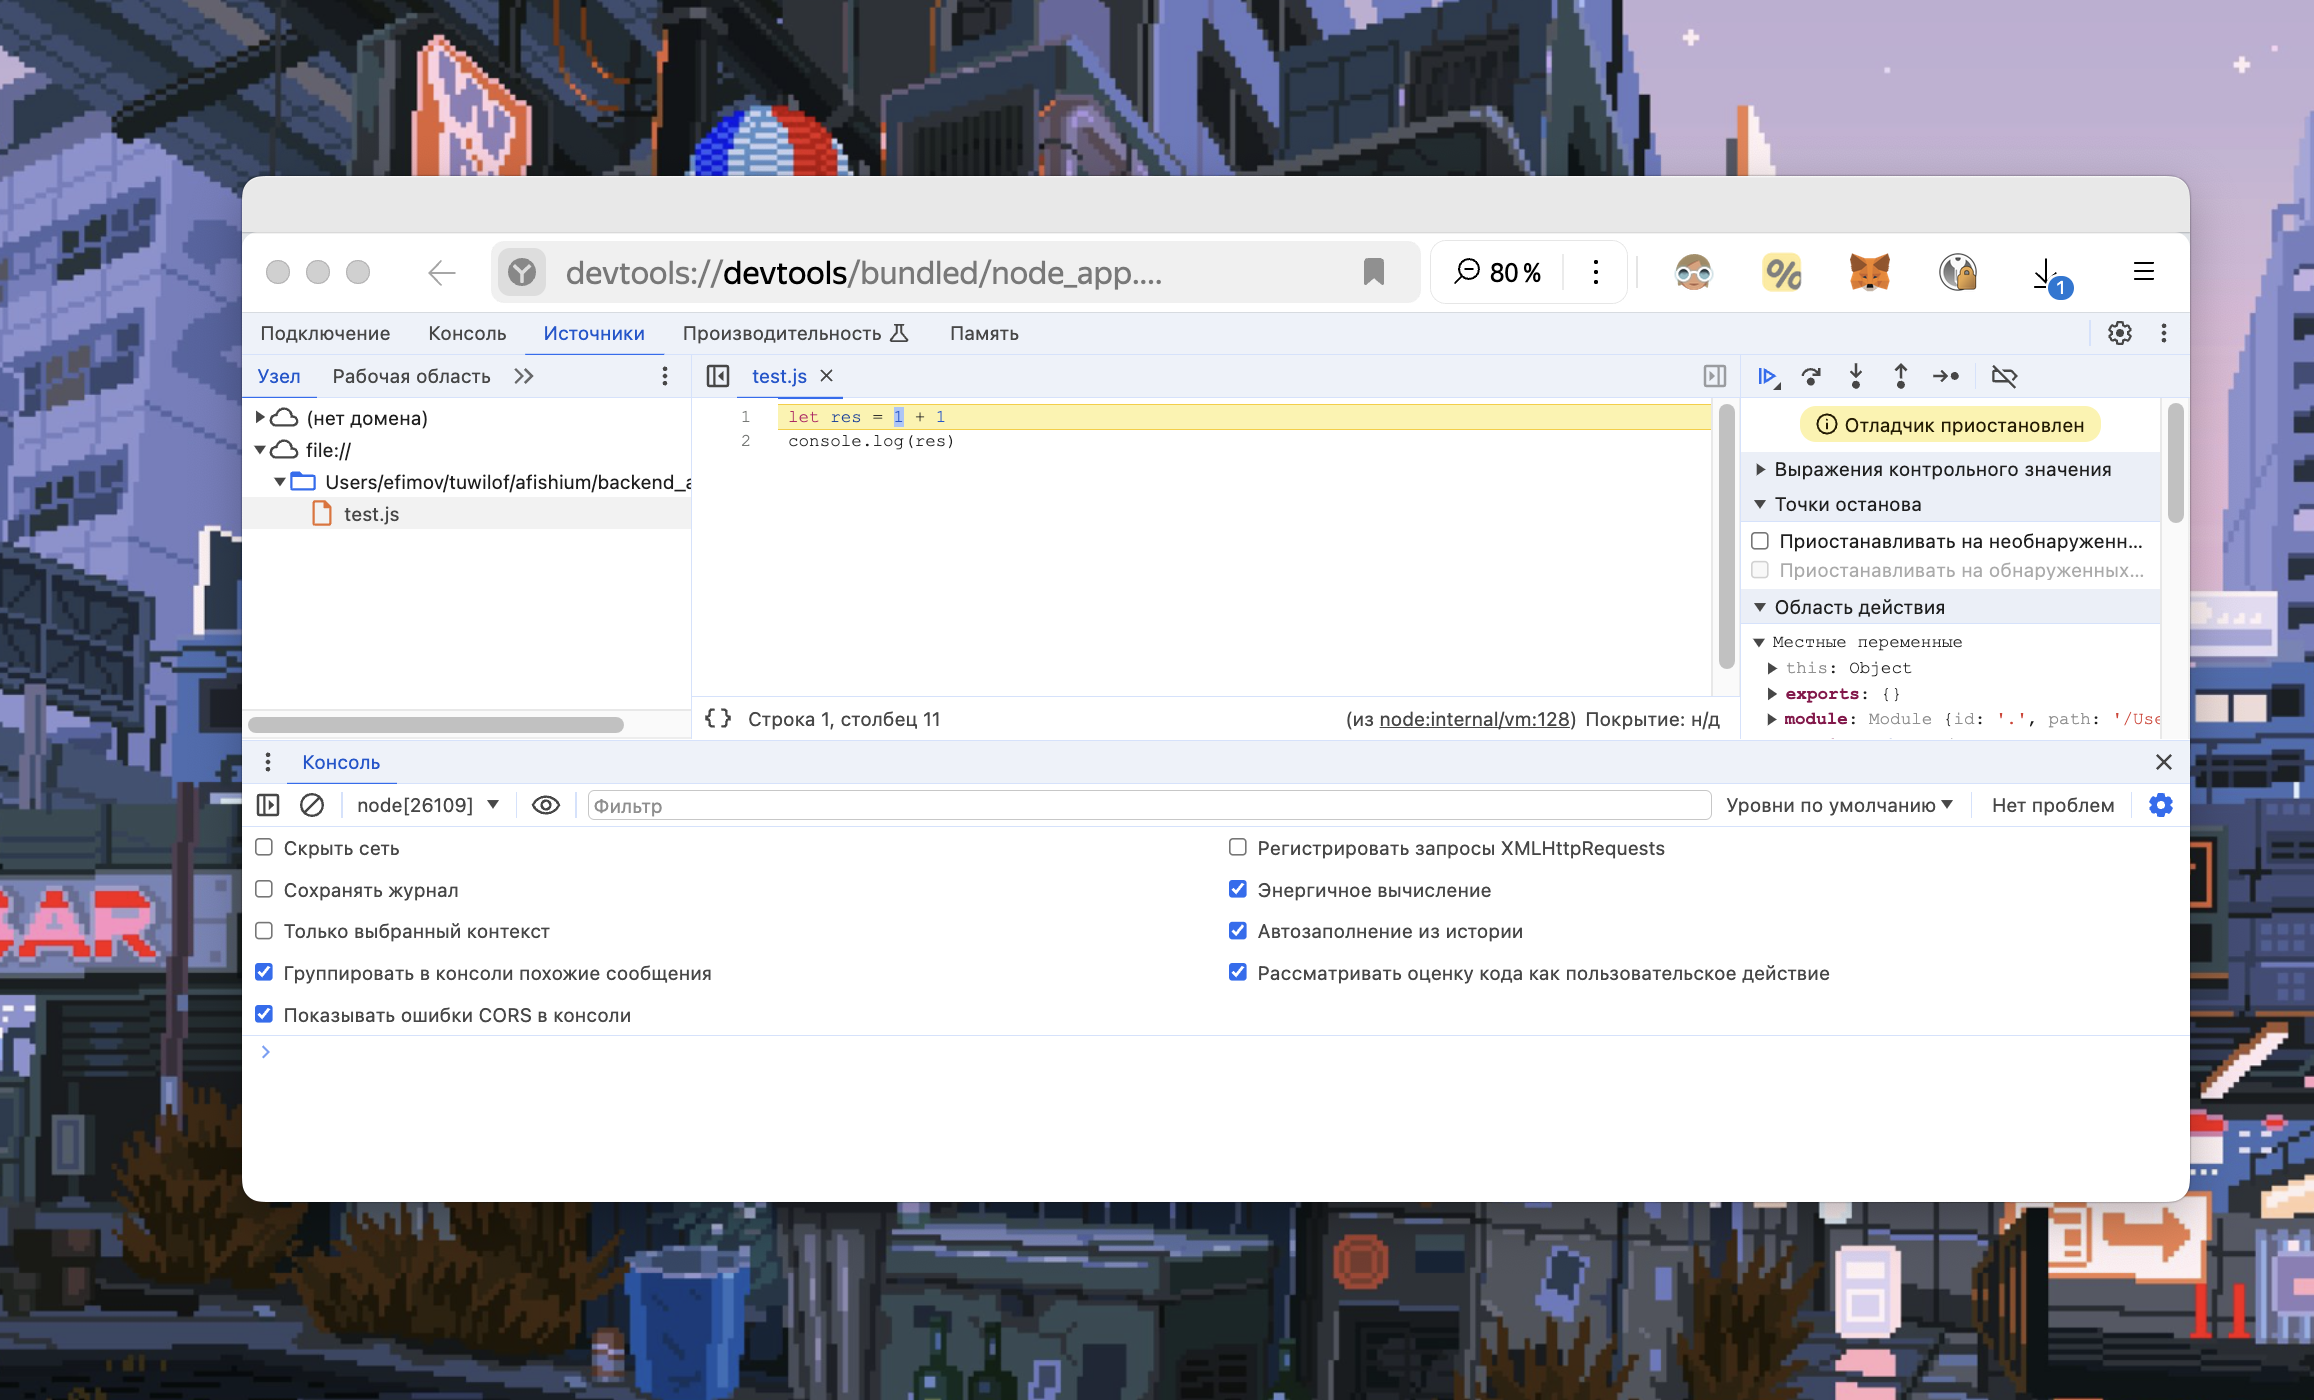 devtools://devtools/bundled/node_app....
80 %
1
Подключение Консоль Источники Производительность Память
Узел Рабочая область
test.js
(нет домена)
file://
Users/efimov/tuwilof/afishium/backend_a
test.js
1 let res = 1 + 1
2 console.log(res)
Строка 1, столбец 11
(из node:internal/vm:128) Покрытие: н/д
Отладчик приостановлен
Выражения контрольного значения
Точки останова
Приостанавливать на необнаруженн...
Приостанавливать на обнаруженных...
Область действия
Местные переменные
this: Object
exports: {}
module: Module {id: '.', path: '/Use
Консоль
node[26109]
Фильтр
Уровни по умолчанию
Нет проблем
Скрыть сеть
Регистрировать запросы XMLHttpRequests
Сохранять журнал
Энергичное вычисление
Только выбранный контекст
Автозаполнение из истории
Группировать в консоли похожие сообщения
Рассматривать оценку кода как пользовательское действие
Показывать ошибки CORS в консоли
BAR